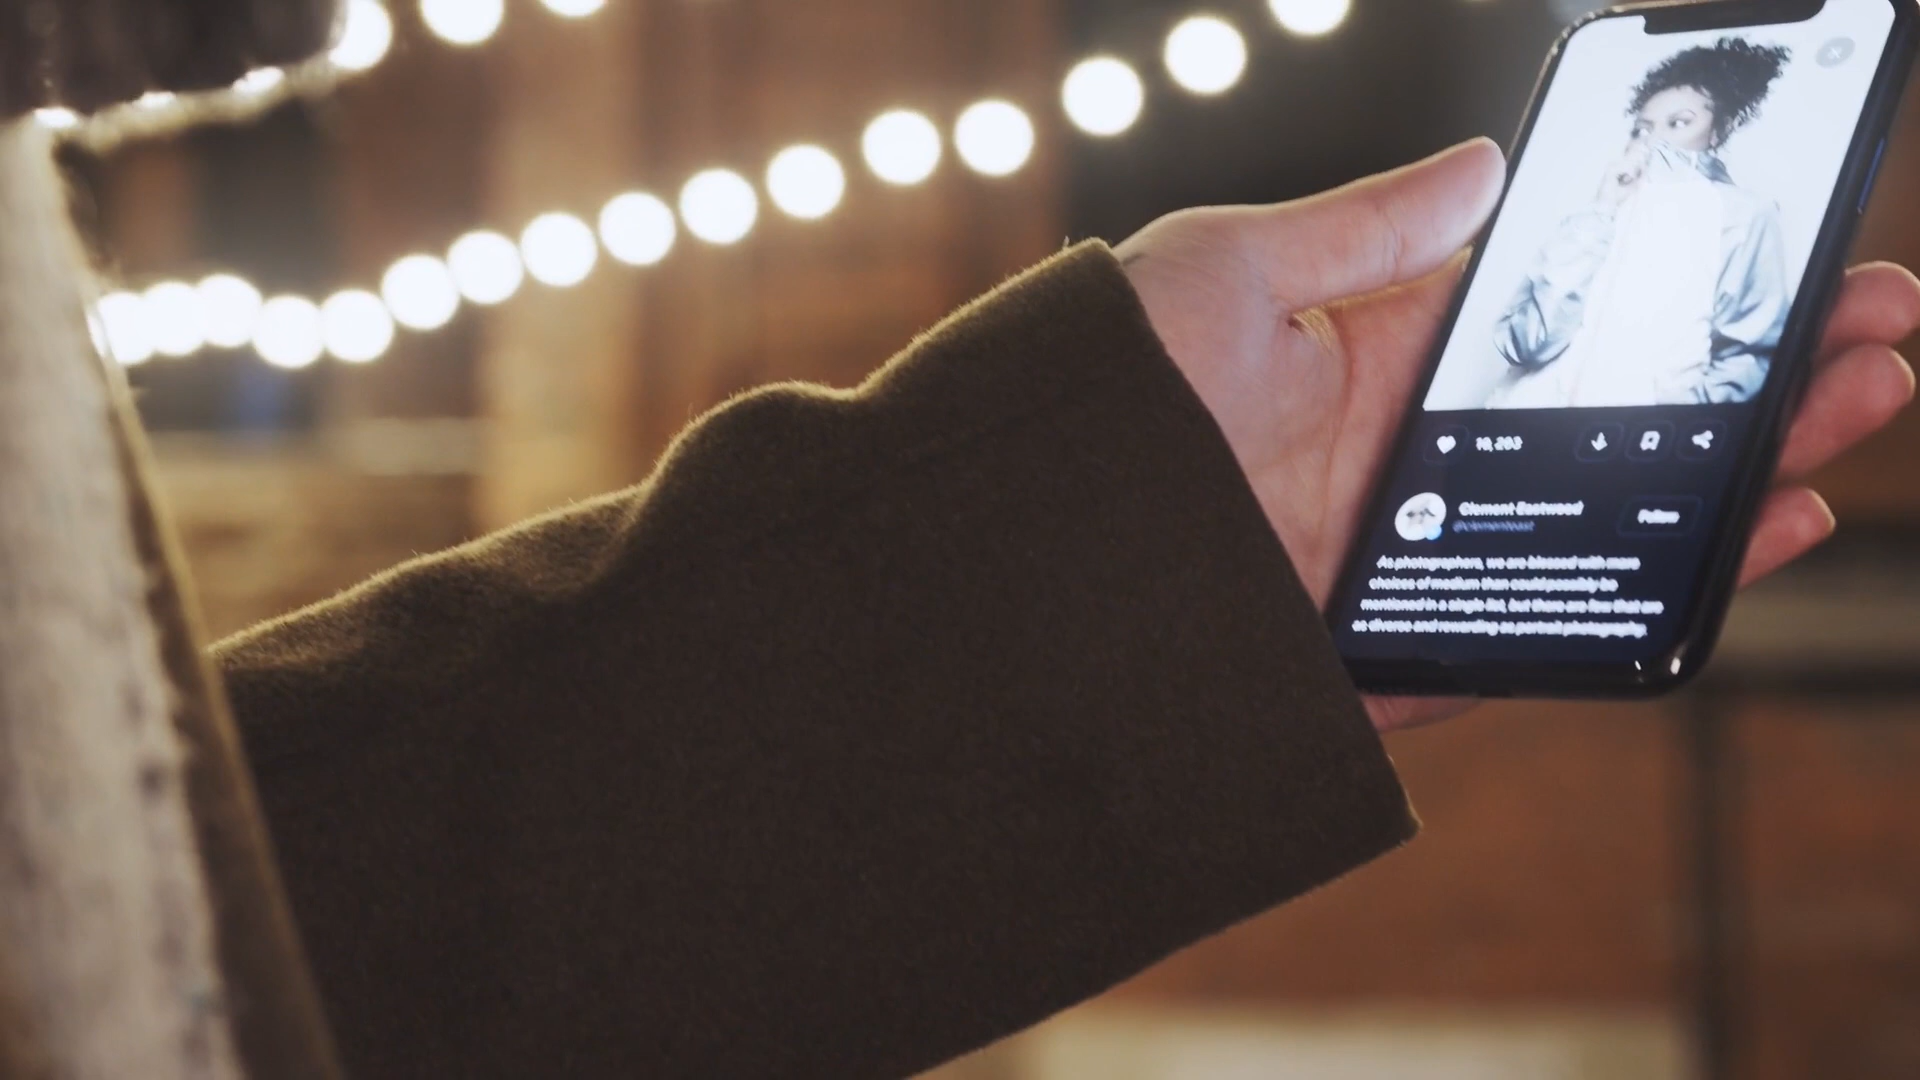 19,203
Clement Eastwood
@clementeast
Follow
As photographers, we are blessed with more
choices of medium than could possibly be
mentioned in a single list, but there are few that are
as diverse and rewarding as portrait photography.